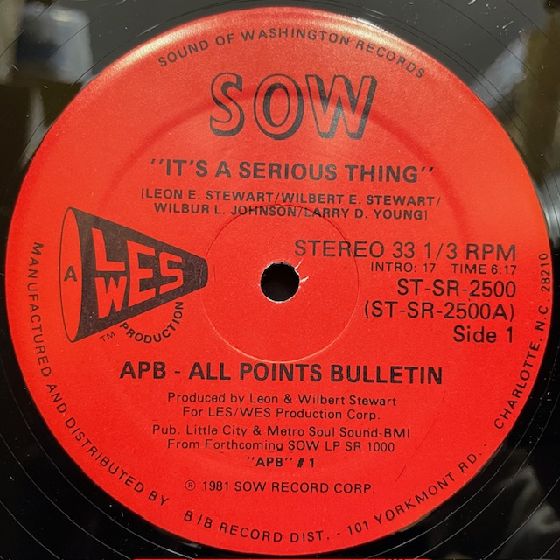 SOUND OF WASHINGTON RECORDS
SOW
"IT'S A SERIOUS THING"
(LEON E. STEWART/WILBERT E. STEWART/
WILBUR L. JOHNSON/LARRY D. YOUNG)
STEREO 33 1/3 RPM
INTRO: 17 TIME 6.17
ST-SR-2500
(ST-SR-2500A)
Side 1
A
LES
WES
TM PRODUCTION
APB - ALL POINTS BULLETIN
Produced by Leon & Wilbert Stewart
For LES/WES Production Corp.
Pub. Little City & Metro Soul Sound-BMI
From Forthcoming SOW LP SR 1000
"APB" #1
℗ 1981 SOW RECORD CORP.
MANUFACTURED AND DISTRIBUTED BY BIB RECORD DIST. - 101 YORKMONT RD. - CHARLOTTE, N.C. 28210